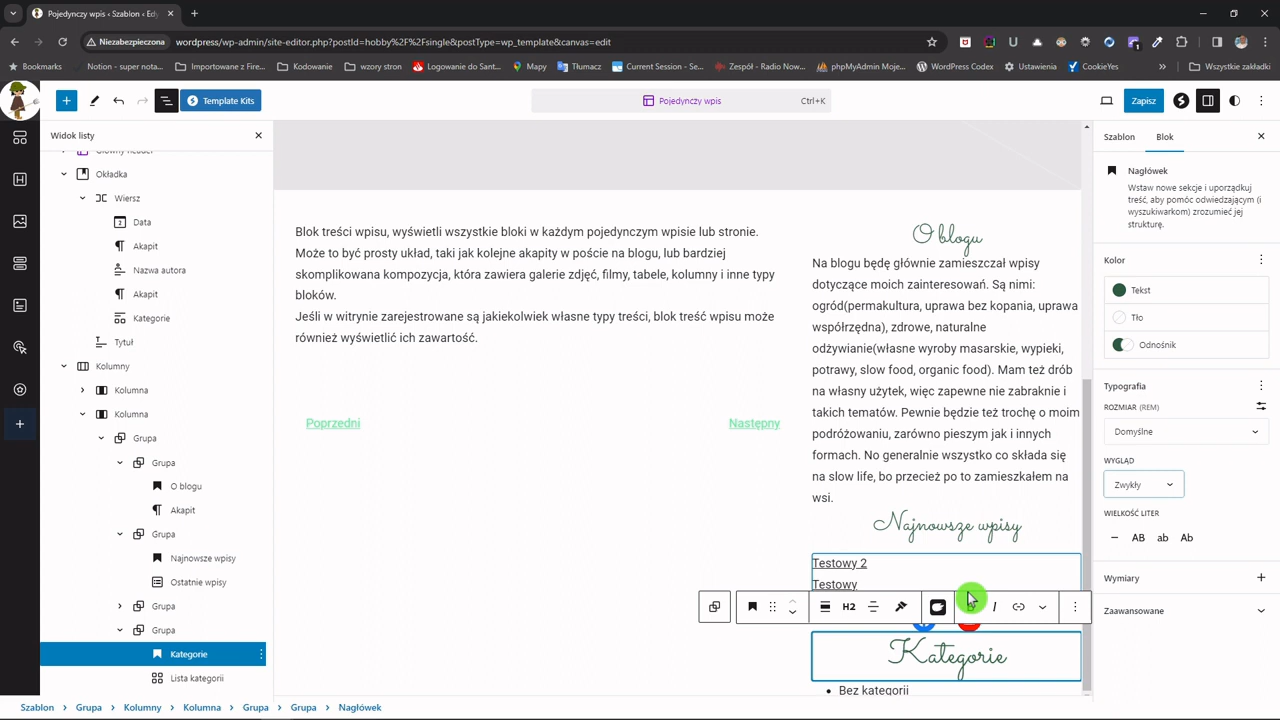 Pojedynczy wpis ‹ Szablon ‹ Edy
Niezabezpieczona
wordpress/wp-admin/site-editor.php?postId=hobby%2F%2Fsingle&postType=wp_template&canvas=edit
Bookmarks
Notion - super nota...
Importowane z Firef...
Kodowanie
wzory stron
Logowanie do Sant...
Mapy
Tłumacz
Current Session - Se...
Zespół - Radio Now...
phpMyAdmin Moje...
WordPress Codex
Ustawienia
CookieYes
Wszystkie zakładki
Template Kits
Pojedynczy wpis
Ctrl+K
Zapisz
Widok listy
Główny header
Okładka
Wiersz
Data
Akapit
Nazwa autora
Akapit
Kategorie
Tytuł
Kolumny
Kolumna
Kolumna
Grupa
Grupa
O blogu
Akapit
Grupa
Najnowsze wpisy
Ostatnie wpisy
Grupa
Grupa
Kategorie
Lista kategorii
Blok treści wpisu, wyświetli wszystkie bloki w każdym pojedynczym wpisie lub stronie.
Może to być prosty układ, taki jak kolejne akapity w poście na blogu, lub bardziej
skomplikowana kompozycja, która zawiera galerie zdjęć, filmy, tabele, kolumny i inne typy
bloków.
Jeśli w witrynie zarejestrowane są jakiekolwiek własne typy treści, blok treść wpisu może
również wyświetlić ich zawartość.
Poprzedni
Następny
O blogu
Na blogu będę głównie zamieszczał wpisy
dotyczące moich zainteresowań. Są nimi:
ogród(permakultura, uprawa bez kopania, uprawa
współrzędna), zdrowe, naturalne
odżywianie(własne wyroby masarskie, wypieki,
potrawy, slow food, organic food). Mam też drób
na własny użytek, więc zapewne nie zabraknie i
takich tematów. Pewnie będzie też trochę o moim
podróżowaniu, zarówno pieszym jak i innych
formach. No generalnie wszystko co składa się
na slow life, bo przecież po to zamieszkałem na
wsi.
Najnowsze wpisy
Testowy 2
Testowy
H2
Kategorie
Bez kategorii
Szablon
Blok
Nagłówek
Wstaw nowe sekcje i uporządkuj
treść, aby pomóc odwiedzającym (i
wyszukiwarkom) zrozumieć jej
strukturę.
Kolor
Tekst
Tło
Odnośnik
Typografia
ROZMIAR (REM)
Domyślne
WYGLĄD
Zwykły
WIELKOŚĆ LITER
AB ab Ab
Wymiary
Zaawansowane
Szablon > Grupa > Kolumny > Kolumna > Grupa > Grupa > Nagłówek